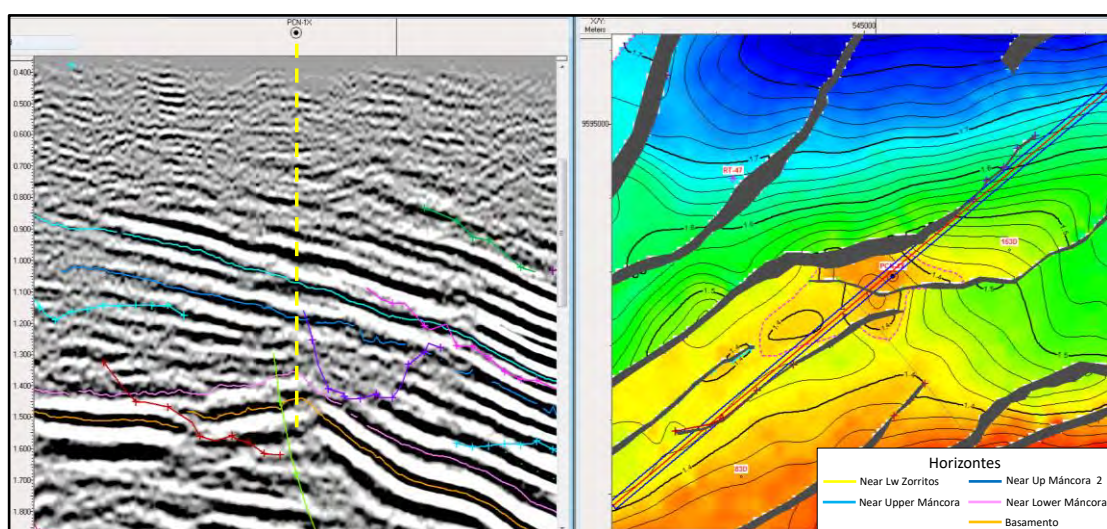 PCN-1X
0.400
0.500
0.600
0.700
0.800
0.900
1.000
1.100
1.200
1.300
1.400
1.500
1.600
1.700
1.800
X/Y:
Meters
545000
9595000
RT-47
163D
83D
Horizontes
Near Lw Zorritos
Near Up Máncora 2
Near Upper Máncora
Near Lower Máncora
Basamento